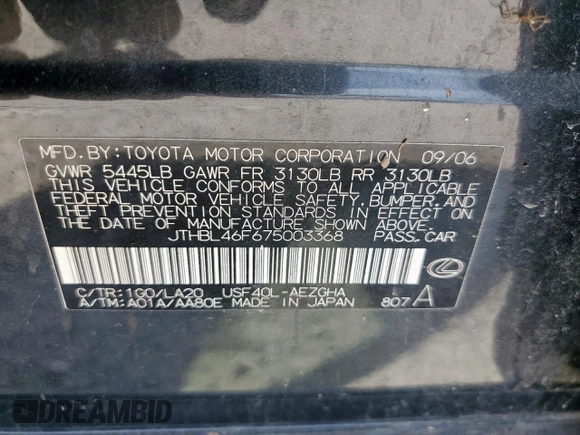 MFD.BY:TOYOTA MOTOR CORPORATION 09/06
GVWR 5445LB GAWR FR 3130LB RR 3130LB
THIS VEHICLE CONFORMS TO ALL APPLICABLE
FEDERAL MOTOR VEHICLE SAFETY,BUMPER,AND
THEFT PREVENTION STANDARDS IN EFFECT ON
THE DATE OF MANUFACTURE SHOWN ABOVE.
JTHBL46F675003368 PASS.CAR
C/TR:1G0/LA20 USF40L-AEZGHA
A/TM:A01A/AA80E MADE IN JAPAN 807 A
DREAMBID